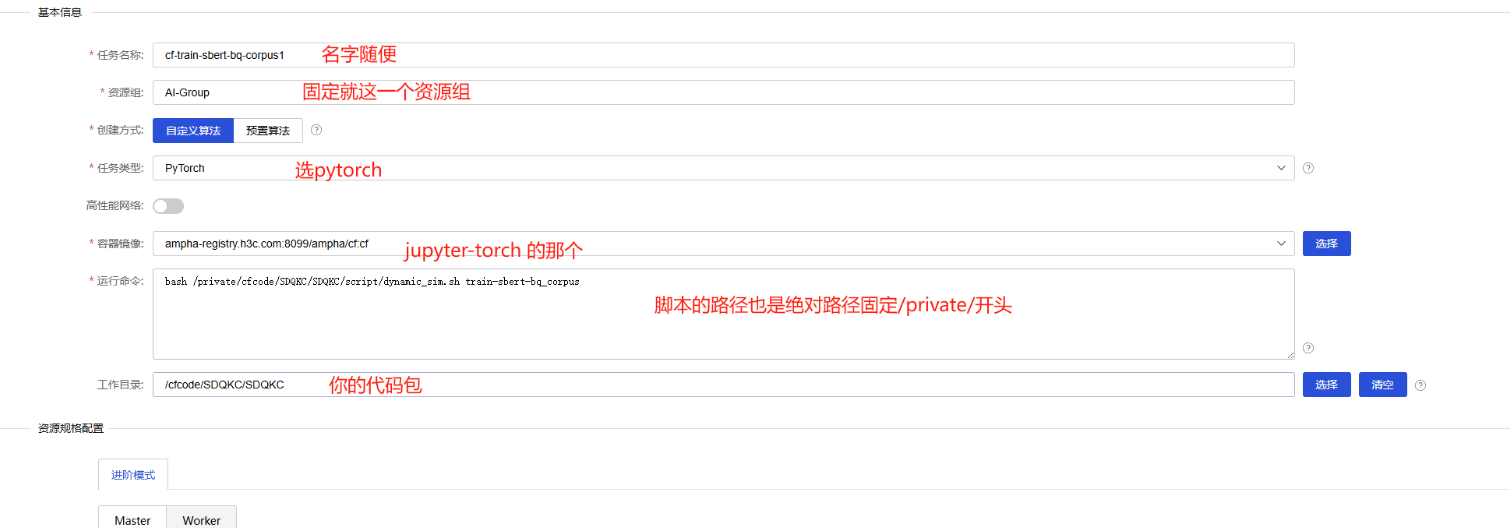 基本信息
* 任务名称: cf-train-sbert-bq-corpus1 名字随便
* 资源组: AI-Group 固定就这一个资源组
* 创建方式: 自定义算法 预置算法 ?
* 任务类型: PyTorch 选pytorch ?
高性能网络:
* 容器镜像: ampha-registry.h3c.com:8099/ampha/cf:cf jupyter-torch 的那个 选择
* 运行命令: bash /private/cfcode/SDQKC/SDQKC/script/dynamic_sim.sh train-sbert-bq_corpus
脚本的路径也是绝对路径固定/private/开头
?
工作目录: /cfcode/SDQKC/SDQKC 你的代码包 选择 清空 ?
资源规格配置
进阶模式
Master Worker